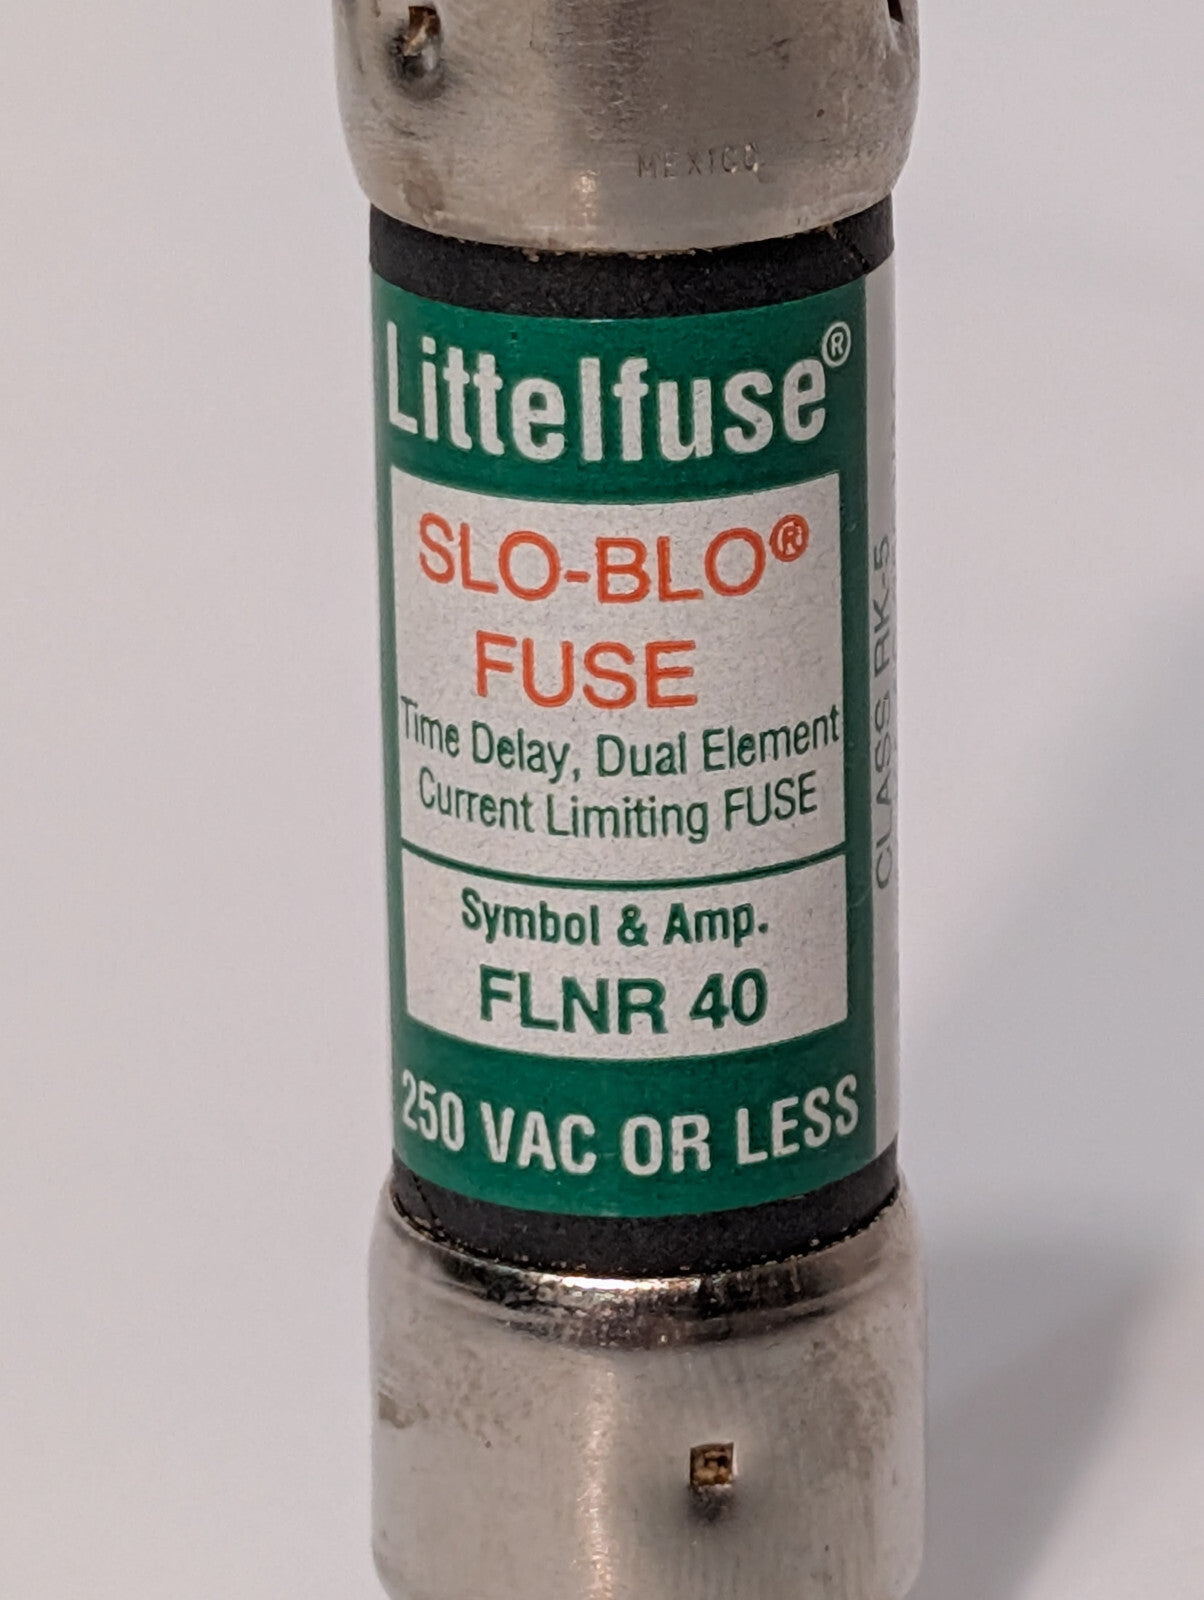 MEXICO
Littelfuse®
SLO-BLO®
FUSE
Time Delay, Dual Element
Current Limiting FUSE
Symbol & Amp.
FLNR 40
250 VAC OR LESS
CLASS RK-5